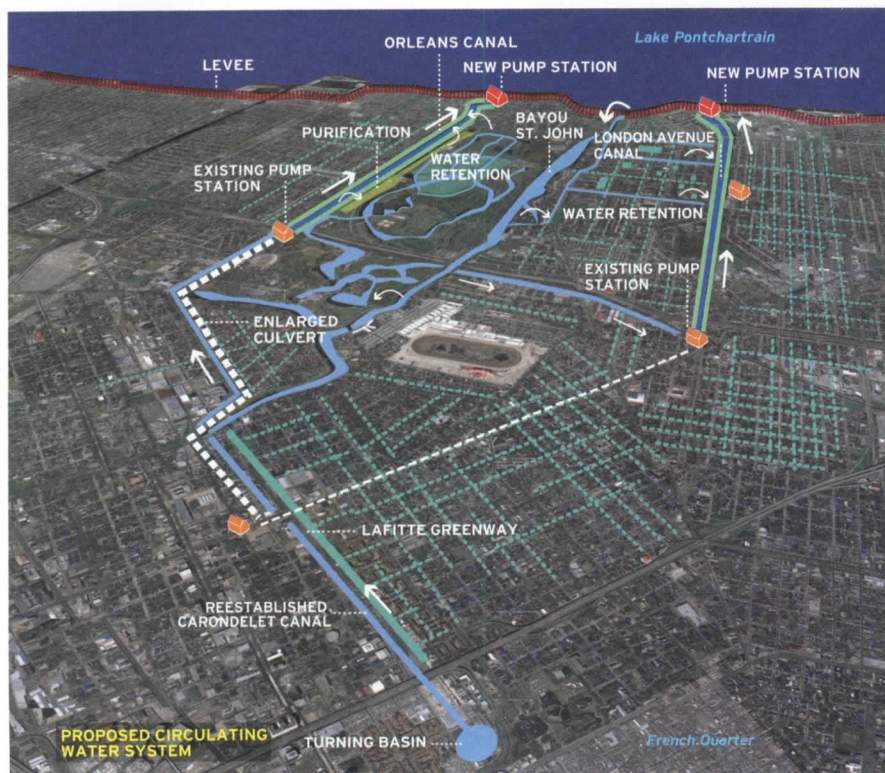 Lake Pontchartrain
ORLEANS CANAL
LEVEE
NEW PUMP STATION
NEW PUMP STATION
BAYOU
ST. JOHN
PURIFICATION
LONDON AVENUE
CANAL
WATER
RETENTION
EXISTING PUMP
STATION
WATER RETENTION
EXISTING PUMP
STATION
ENLARGED
CULVERT
LAFITTE GREENWAY
REESTABLISHED
CARONDELET CANAL
PROPOSED CIRCULATING
WATER SYSTEM
TURNING BASIN
French Quarter